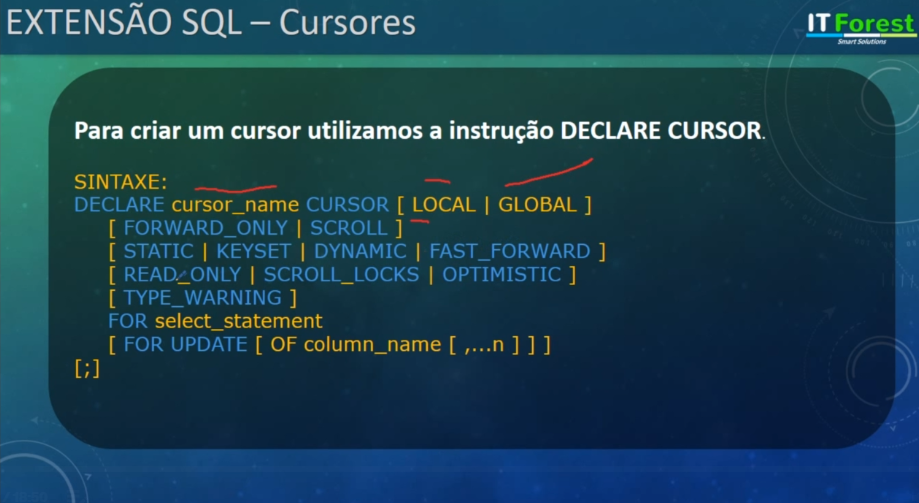 EXTENSÃO SQL – Cursores
IT Forest
Smart Solutions
Para criar um cursor utilizamos a instrução DECLARE CURSOR.
SINTAXE:
DECLARE cursor_name CURSOR [ LOCAL | GLOBAL ]
[ FORWARD_ONLY | SCROLL ]
[ STATIC | KEYSET | DYNAMIC | FAST_FORWARD ]
[ READ_ONLY | SCROLL_LOCKS | OPTIMISTIC ]
[ TYPE_WARNING ]
FOR select_statement
[ FOR UPDATE [ OF column_name [ ,...n ] ] ]
[;]